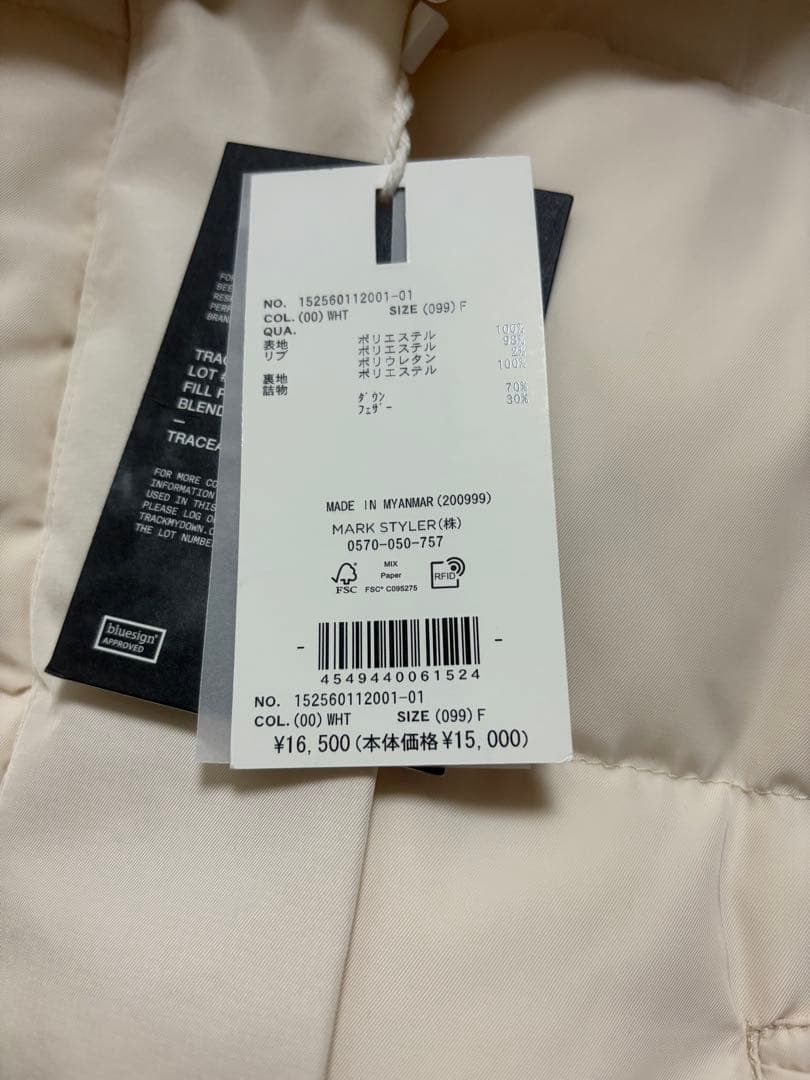 NO. 152560112001-01
COL.(00)WHT SIZE (099)F
QUA.
表地 ポリエステル 100%
リブ ポリエステル 98%
ポリウレタン 2%
裏地 ポリエステル 100%
詰物
ﾀﾞｳﾝ 70%
ﾌｪｻﾞｰ 30%
MADE IN MYANMAR(200999)
MARK STYLER(株)
0570-050-757
FSC
MIX
Paper
FSC® C095275
RFID
4549440061524
NO. 152560112001-01
COL.(00)WHT SIZE (099)F
¥16,500(本体価格¥15,000)
LOT
FILL
BLEND
—
FOR MORE
INFORMATION
USED IN THIS
PLEASE LOG
TRACKMYDOWN.
THE LOT NUMBE
bluesign®
APPROVED